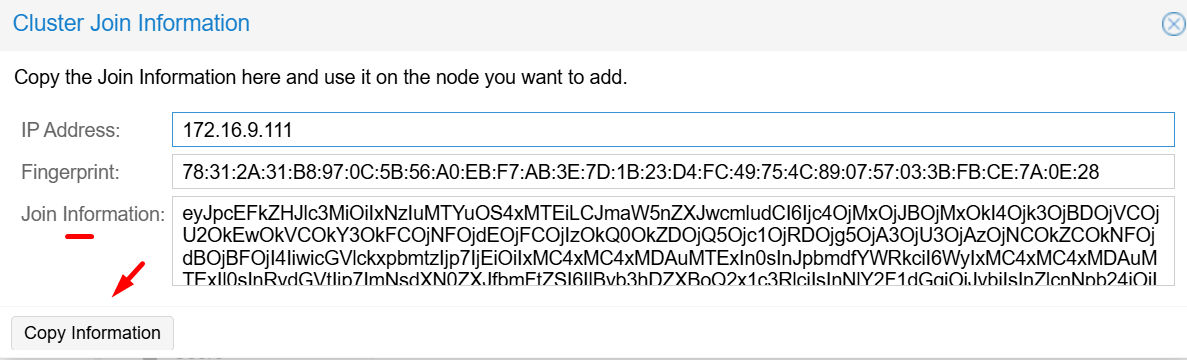 Cluster Join Information
Copy the Join Information here and use it on the node you want to add.
IP Address: 172.16.9.111
Fingerprint: 78:31:2A:31:B8:97:0C:5B:56:A0:EB:F7:AB:3E:7D:1B:23:D4:FC:49:75:4C:89:07:57:03:3B:FB:CE:7A:0E:28
Join Information: eyJpcEFkZHJlc3MiOiIxNzIuMTYuOS4xMTEiLCJmaW5nZXJwcmludCI6Ijc4OjMxOjJBOjMxOkI4Ojk3OjBDOjVCOj
U2OkEwOkVCOkY3OkFCOjNFOjdEOjFCOjIzOkQ0OkZDOjQ5Ojc1OjRDOjg5OjA3OjU3OjAzOjNCOkZCOkNFOj
dBOjBFOjI4IiwicGVlckxpbmtzIjp7IjEiOiIxMC4xMC4xMDAuMTExIn0sInJpbmdfYWRkciI6WyIxMC4xMC4xMDAuM
Copy Information